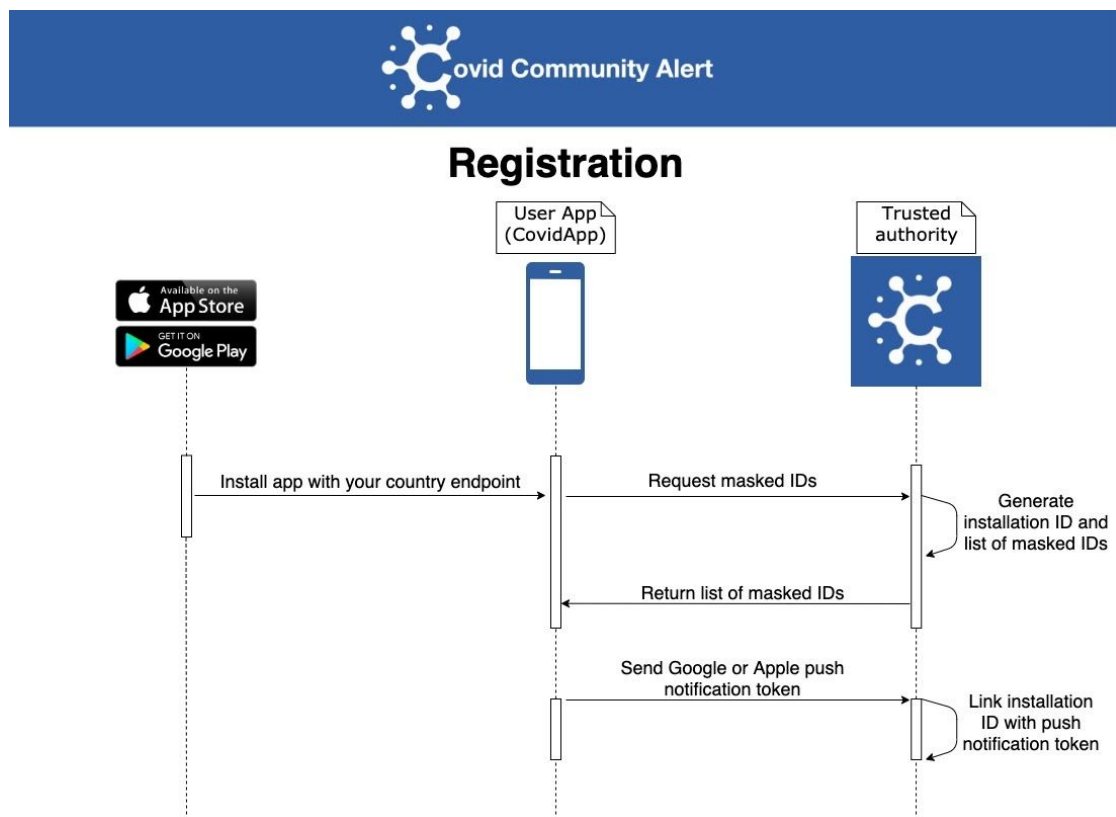 Covid Community Alert
Registration
User App
(CovidApp)
Trusted
authority
Available on the
App Store
GET IT ON
Google Play
Install app with your country endpoint
Request masked IDs
Generate
installation ID and
list of masked IDs
Return list of masked IDs
Send Google or Apple push
notification token
Link installation
ID with push
notification token